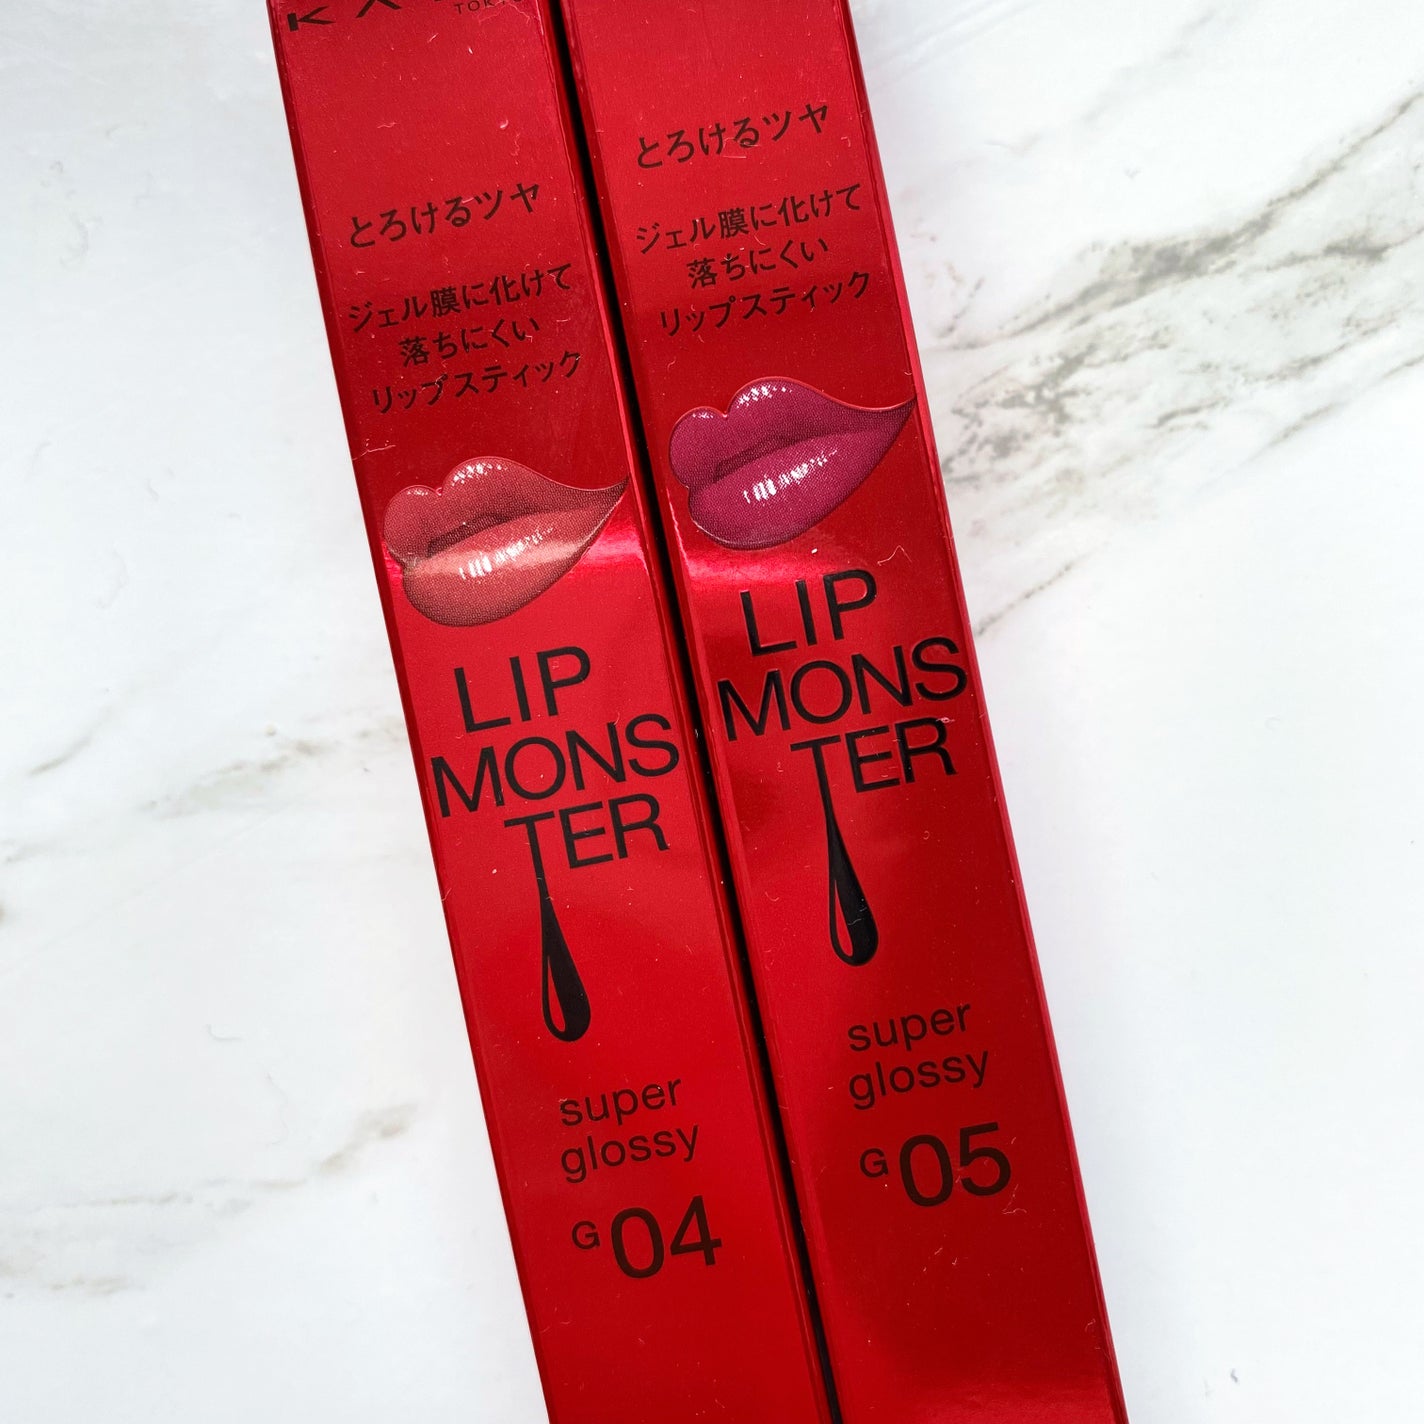 とろけるツヤ
ジェル膜に化けて
落ちにくい
リップスティック
LIP
MONS
TER
super
glossy
G 04
とろけるツヤ
ジェル膜に化けて
落ちにくい
リップスティック
LIP
MONS
TER
super
glossy
G 05